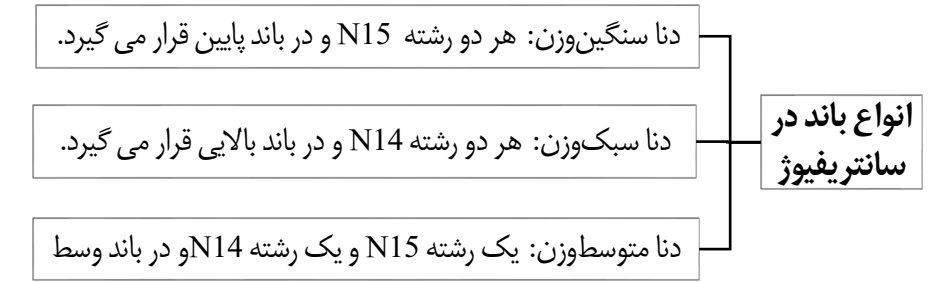 انواع باند در
سانتریفیوژ
دنا سنگین‌وزن: هر دو رشته N15 و در باند پایین قرار می گیرد.
دنا سبک‌وزن: هر دو رشته N14 و در باند بالایی قرار می گیرد.
دنا متوسط‌وزن: یک رشته N15 و یک رشته N14و در باند وسط